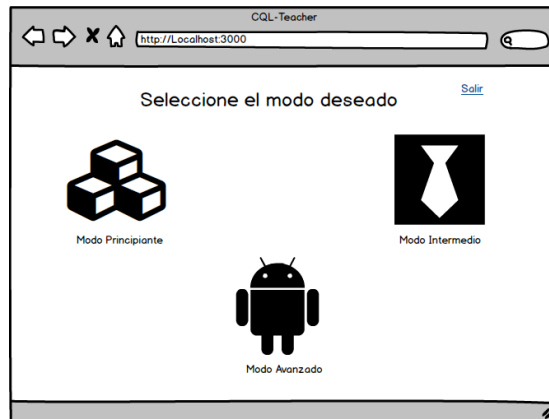 CQL-Teacher
http://Localhost:3000
Salir
Seleccione el modo deseado
Modo Principiante
Modo Intermedio
Modo Avanzado